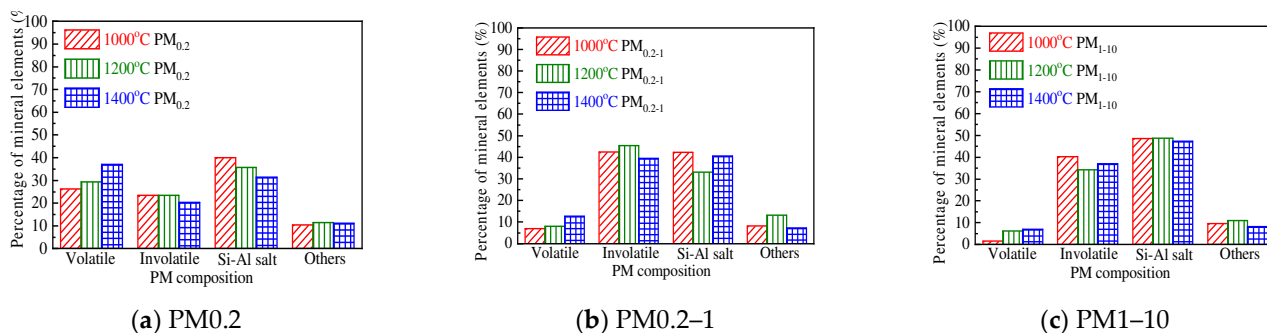 Percentage of mineral elements (%
100
90
80
70
60
50
40
30
20
10
0
1000°C PM0.2
1200°C PM0.2
1400°C PM0.2
Volatile Involatile Si-Al salt Others
PM composition
(a) PM0.2
Percentage of mineral elements (%)
100
90
80
70
60
50
40
30
20
10
0
1000°C PM0.2-1
1200°C PM0.2-1
1400°C PM0.2-1
Volatile Involatile Si-Al salt Others
PM composition
(b) PM0.2–1
Percentage of mineral elements (%)
100
90
80
70
60
50
40
30
20
10
0
1000°C PM1-10
1200°C PM1-10
1400°C PM1-10
Volatile Involatile Si-Al salt Others
PM composition
(c) PM1–10